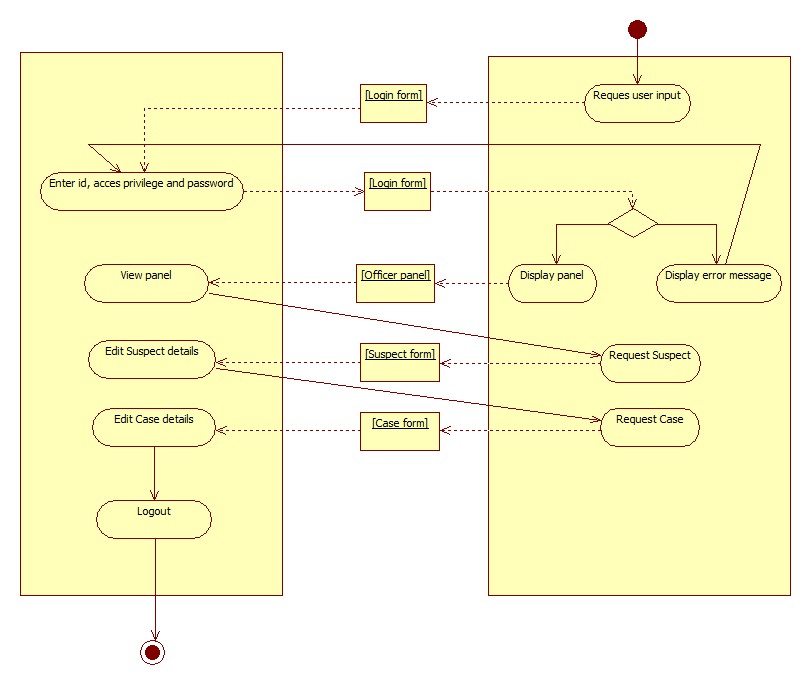 Reques user input
[Login form]
Enter id, acces privilege and password
[Login form]
View panel
[Officer panel]
Display panel
Display error message
Edit Suspect details
[Suspect form]
Request Suspect
Edit Case details
[Case form]
Request Case
Logout